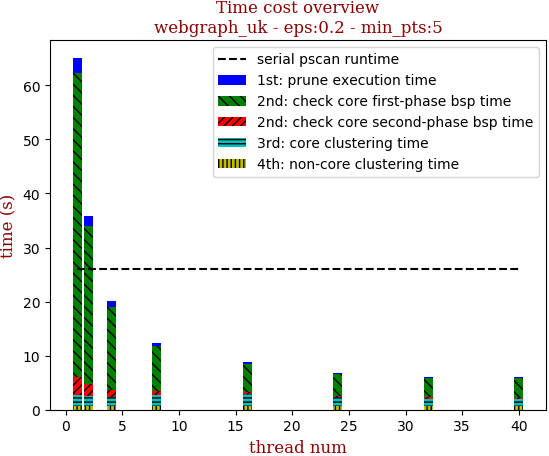 Time cost overview
webgraph_uk - eps:0.2 - min_pts:5
serial pscan runtime
1st: prune execution time
2nd: check core first-phase bsp time
2nd: check core second-phase bsp time
3rd: core clustering time
4th: non-core clustering time
time (s)
60
50
40
30
20
10
0
0 5 10 15 20 25 30 35 40
thread num